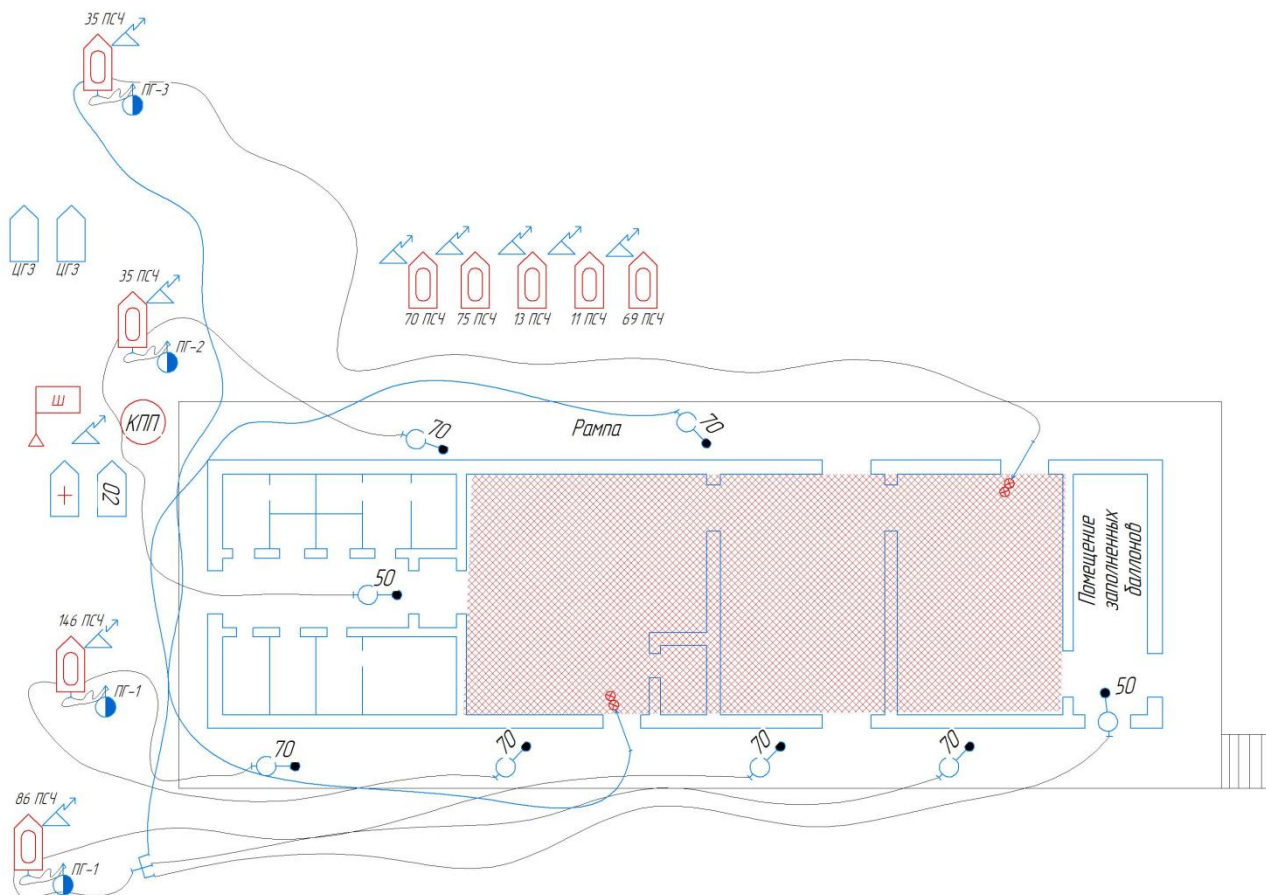 35 ПСЧ
ПГ-3
ЦГЗ
ЦГЗ
35 ПСЧ
ПГ-2
70 ПСЧ
75 ПСЧ
13 ПСЧ
11 ПСЧ
69 ПСЧ
Ш
КПП
70
Рампа
70
02
50
Помещение
заполненных
баллонов
146 ПСЧ
ПГ-1
50
70
70
70
70
86 ПСЧ
ПГ-1